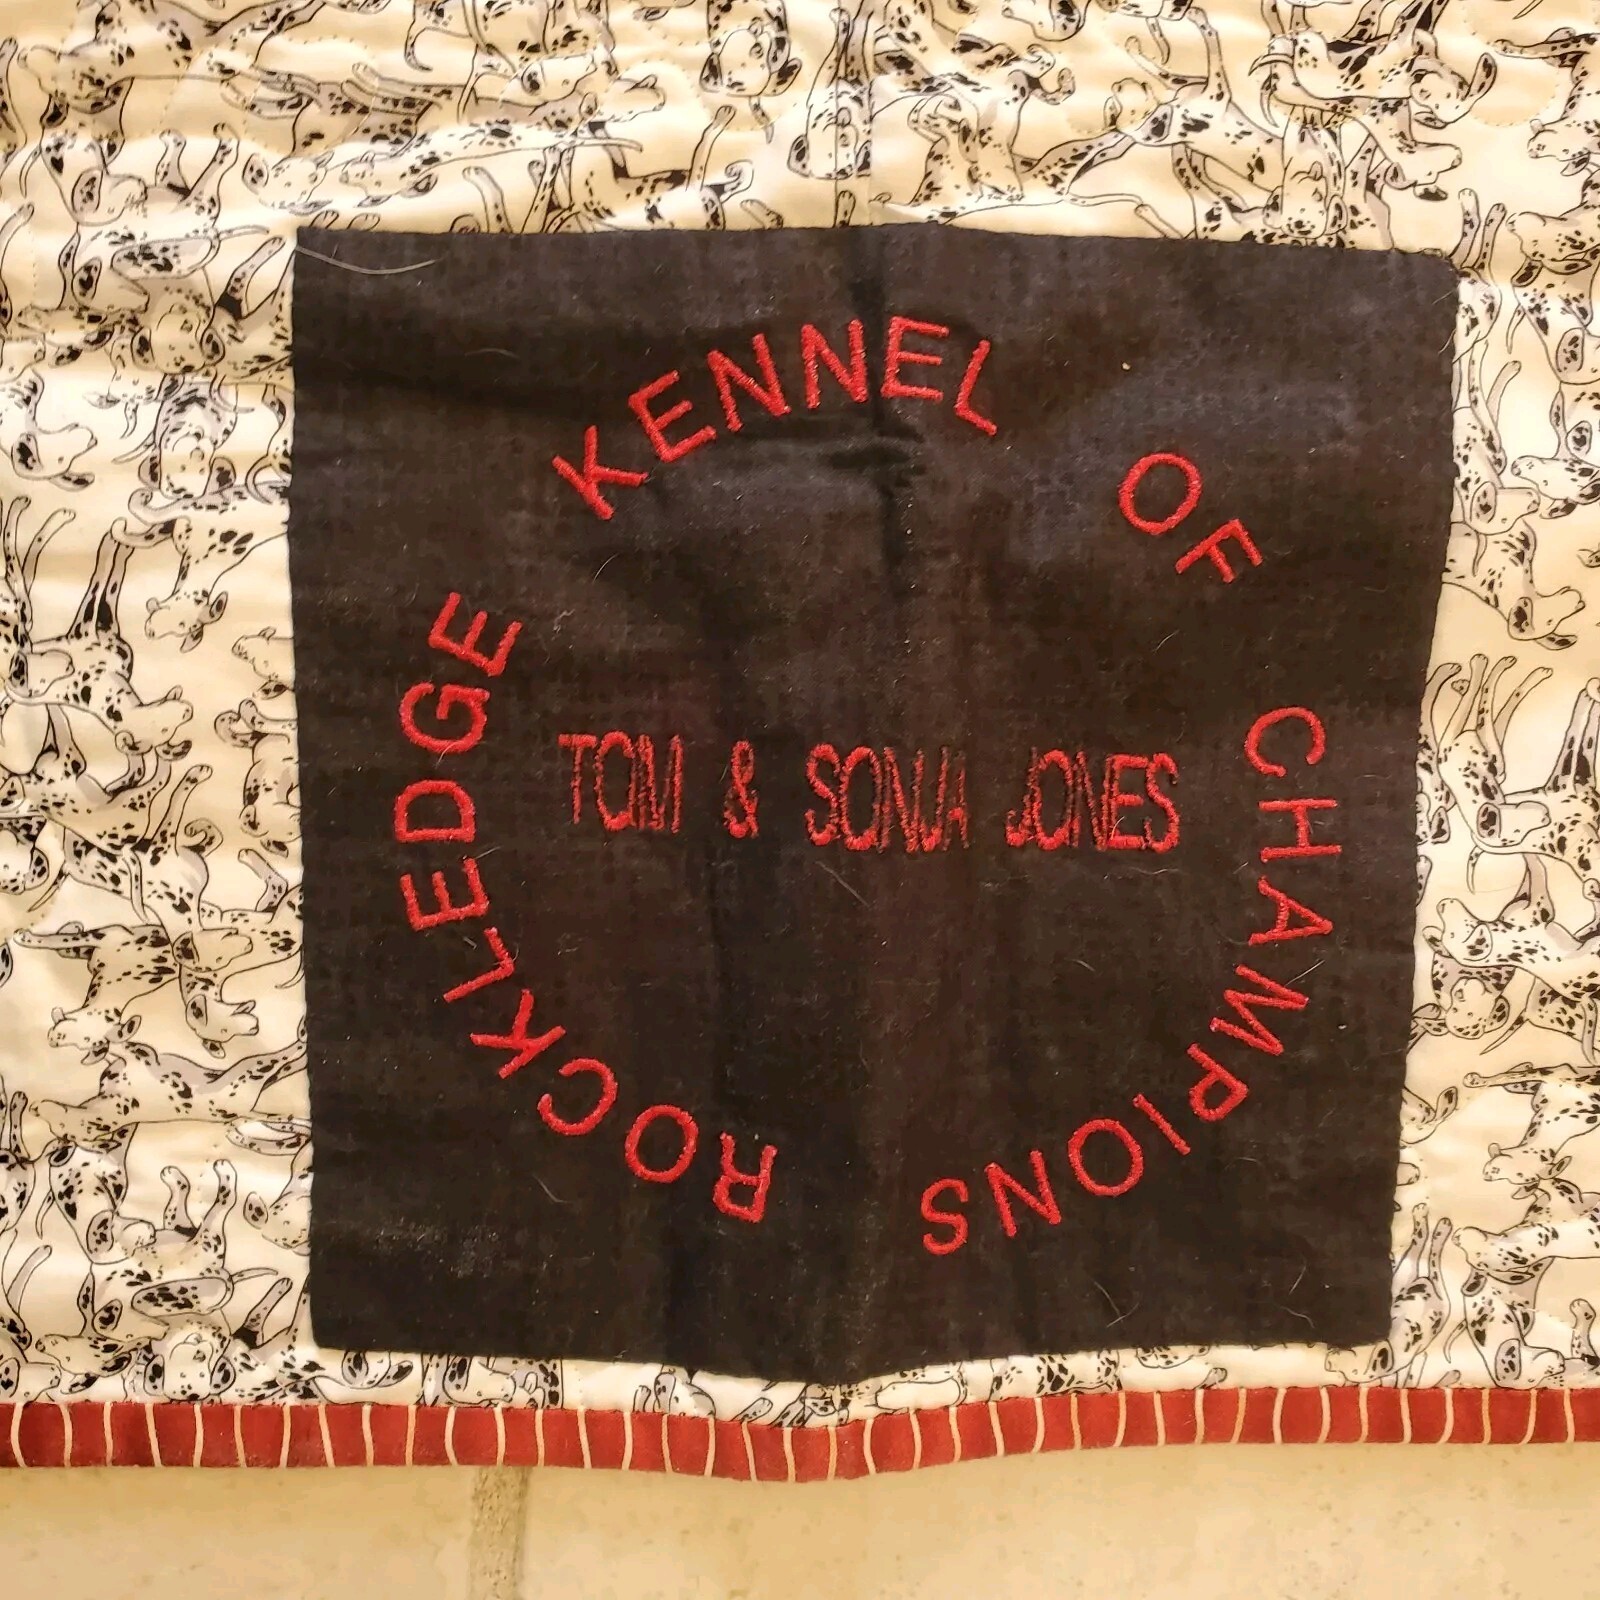 ROCKLEDGE KENNEL OF CHAMPIONS
TOM & SONJA JONES